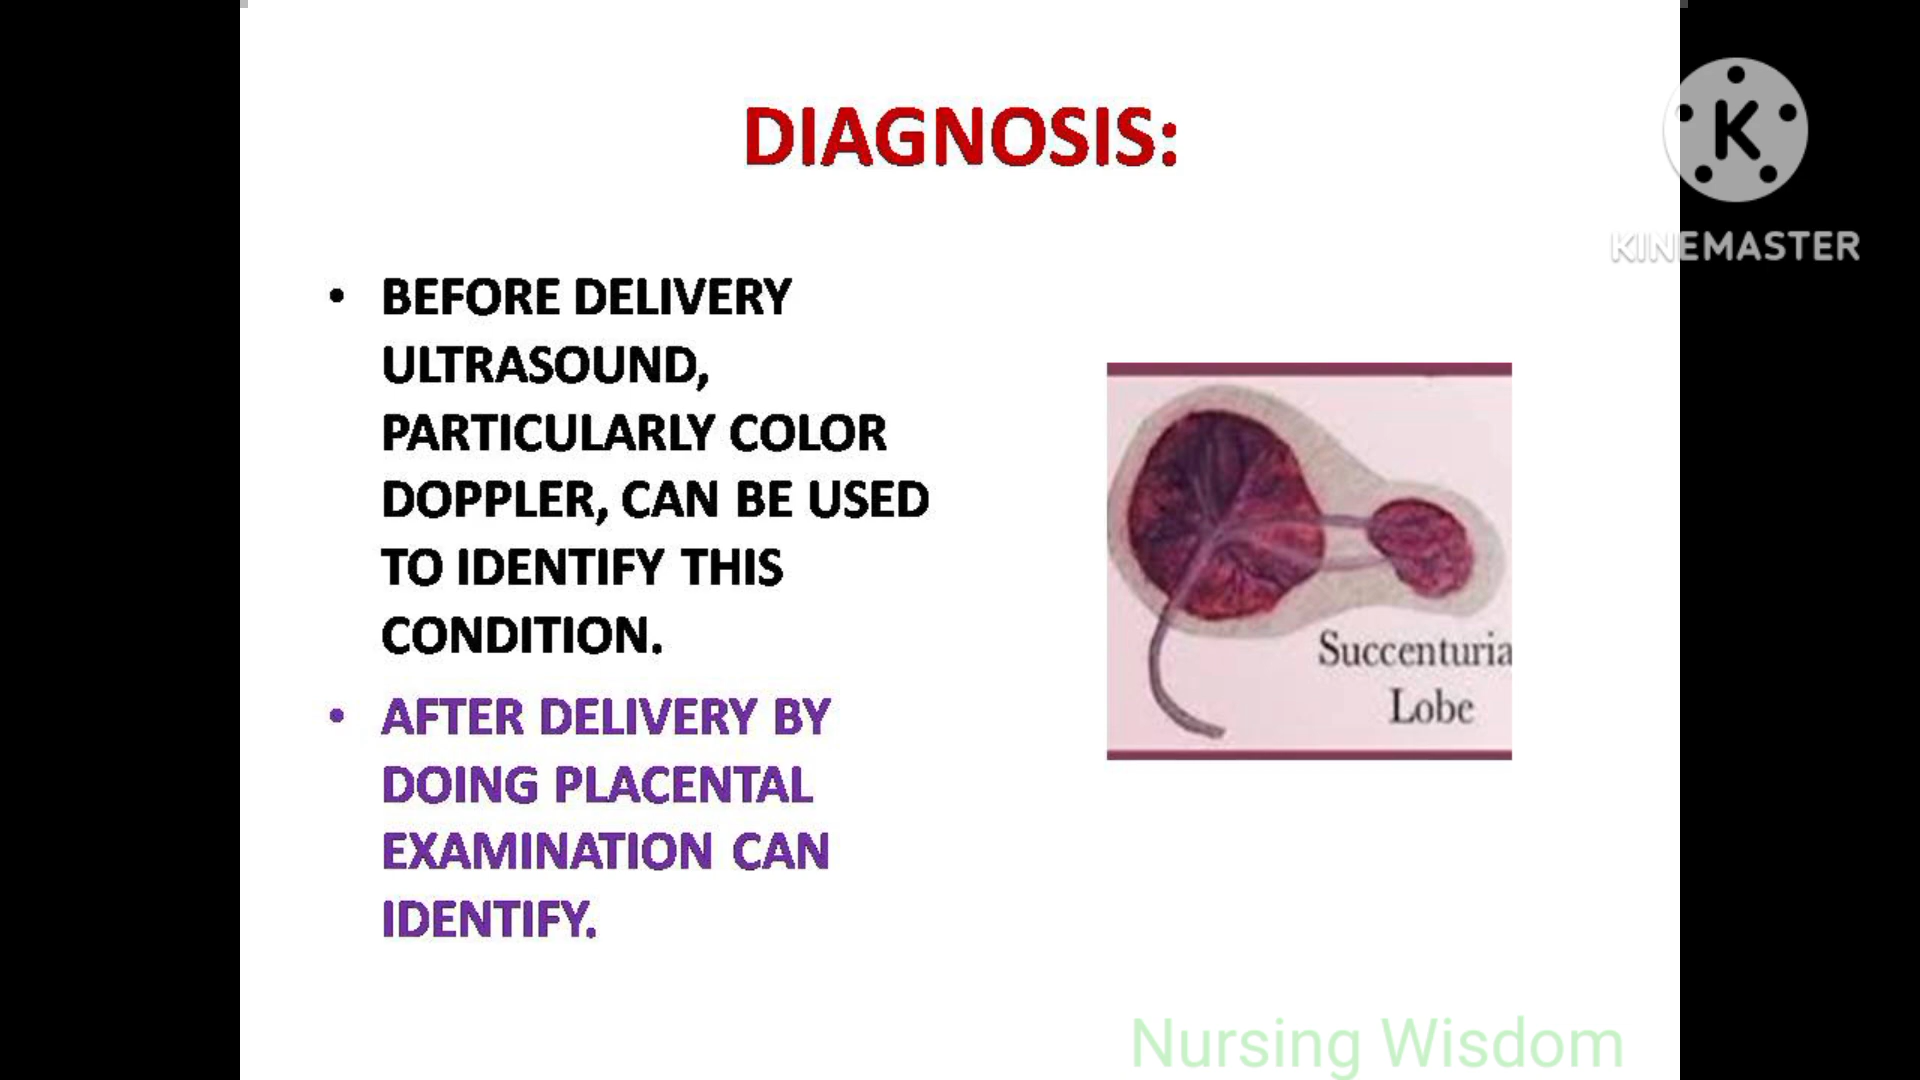 DIAGNOSIS:
K
KINEMASTER
• BEFORE DELIVERY
ULTRASOUND,
PARTICULARLY COLOR
DOPPLER, CAN BE USED
TO IDENTIFY THIS
CONDITION.
• AFTER DELIVERY BY
DOING PLACENTAL
EXAMINATION CAN
IDENTIFY.
Succenturia
Lobe
Nursing Wisdom